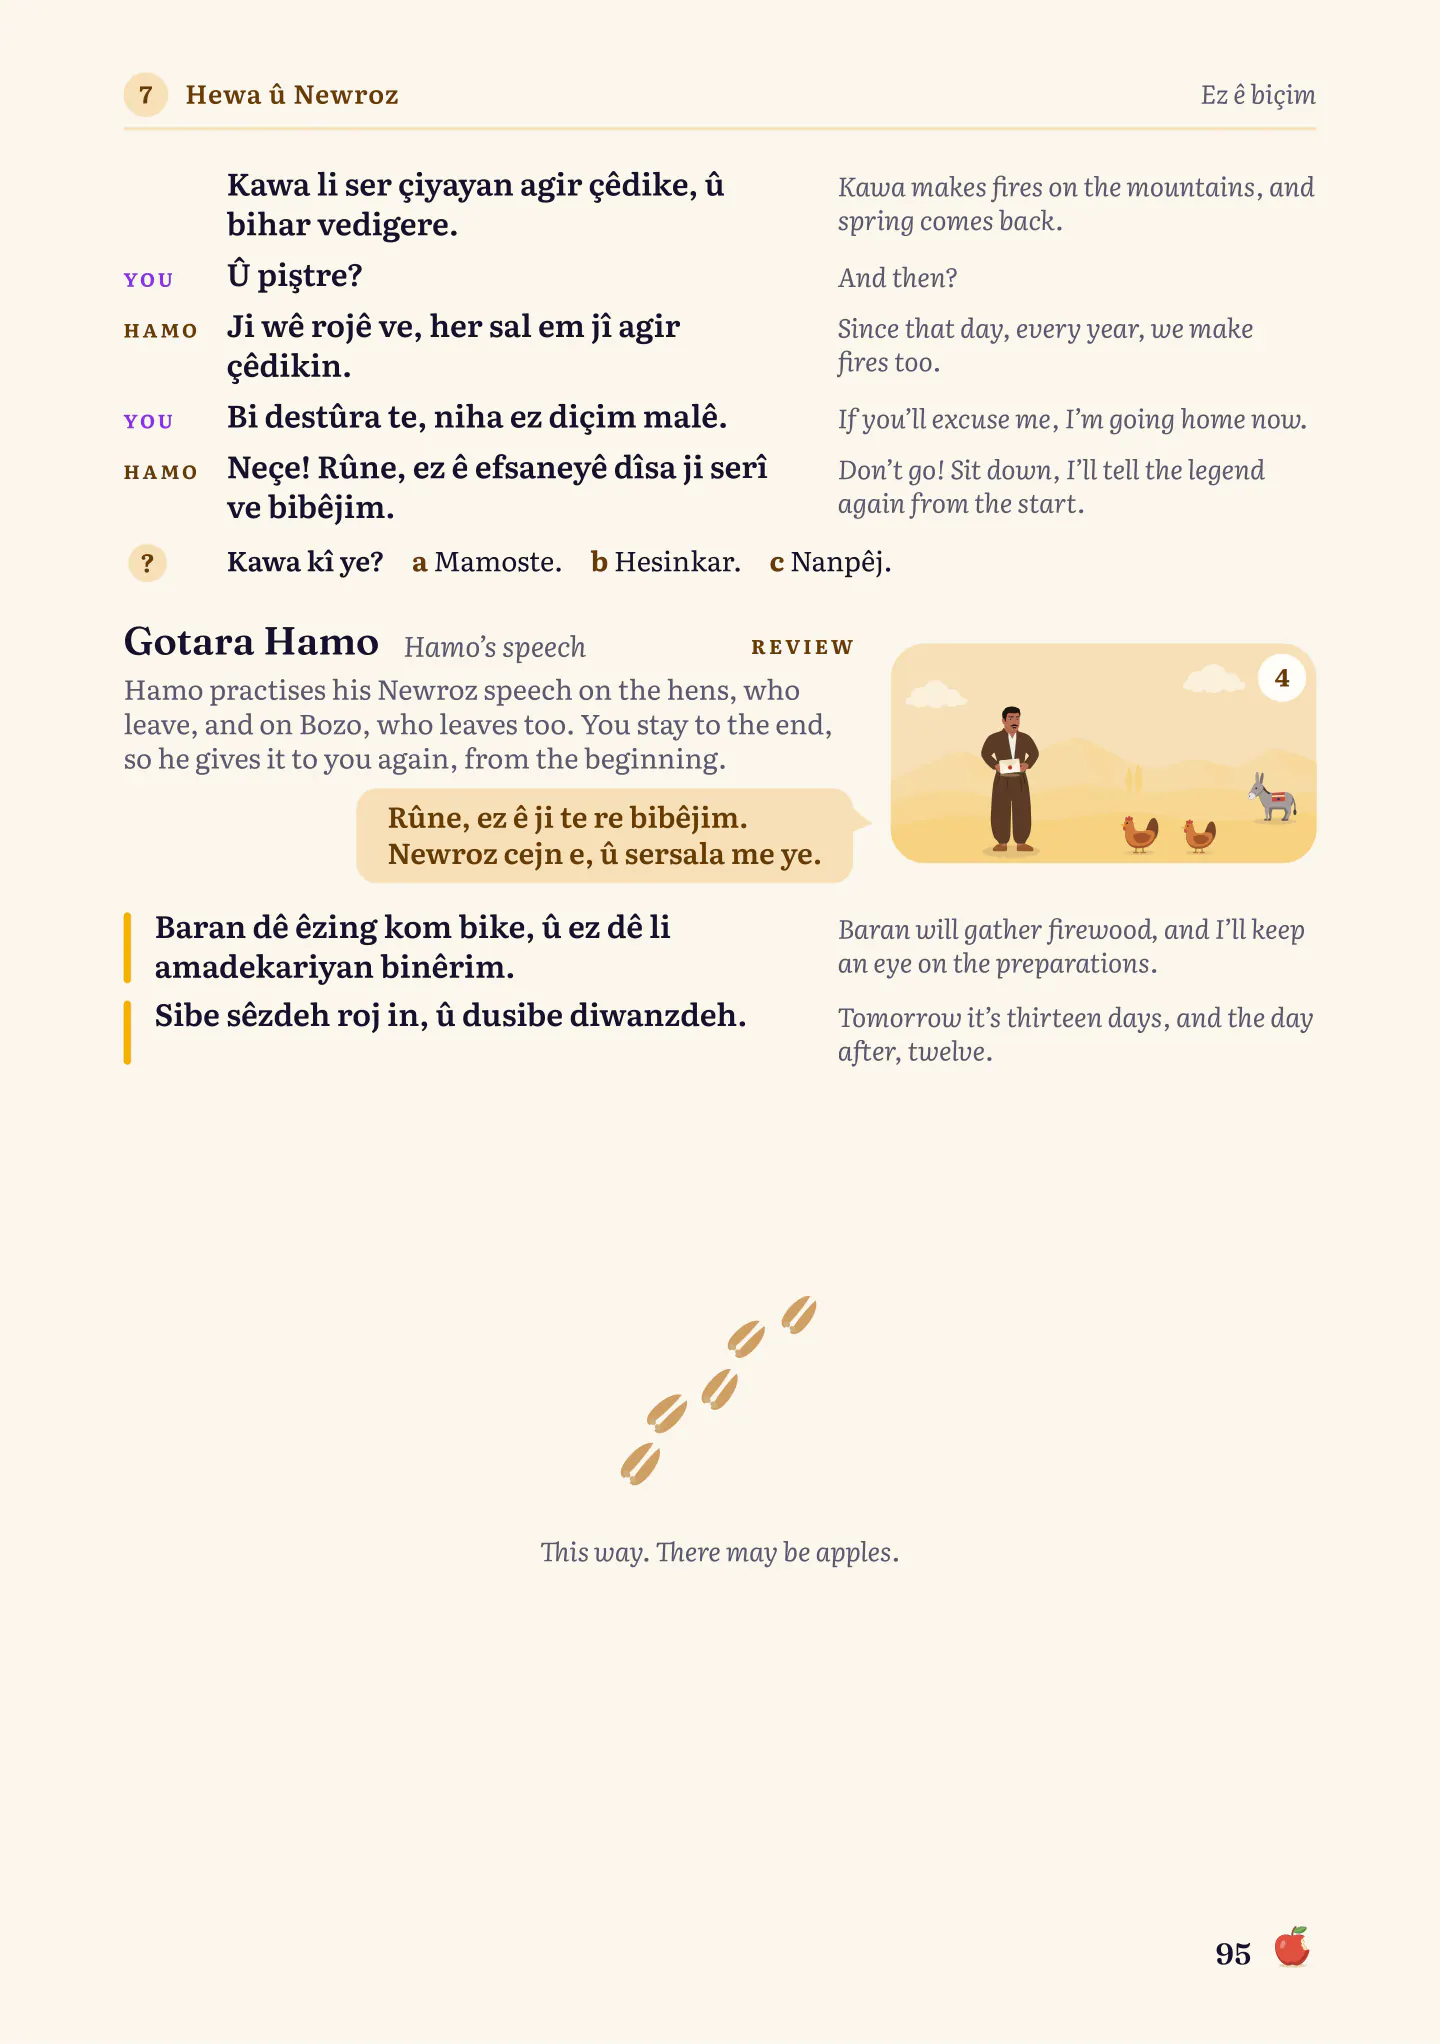 7 Hewa û Newroz
Ez ê biçim
Kawa li ser çiyayan agir çêdike, û
bihar vedigere.
Kawa makes fires on the mountains, and
spring comes back.
YOU
Û piştre?
And then?
HAMO
Ji wê rojê ve, her sal em jî agir
çêdikin.
Since that day, every year, we make
fires too.
YOU
Bi destûra te, niha ez diçim malê.
If you’ll excuse me, I’m going home now.
HAMO
Neçe! Rûne, ez ê efsaneyê dîsa ji serî
ve bibêjim.
Don’t go! Sit down, I’ll tell the legend
again from the start.
? Kawa kî ye? a Mamoste. b Hesinkar. c Nanpêj.
Gotara Hamo Hamo’s speech REVIEW
Hamo practises his Newroz speech on the hens, who
leave, and on Bozo, who leaves too. You stay to the end,
so he gives it to you again, from the beginning.
4
Rûne, ez ê ji te re bibêjim.
Newroz cejn e, û sersala me ye.
Baran dê êzing kom bike, û ez dê li
amadekariyan binêrim.
Baran will gather firewood, and I’ll keep
an eye on the preparations.
Sibe sêzdeh roj in, û dusibe diwanzdeh.
Tomorrow it’s thirteen days, and the day
after, twelve.
This way. There may be apples.
95